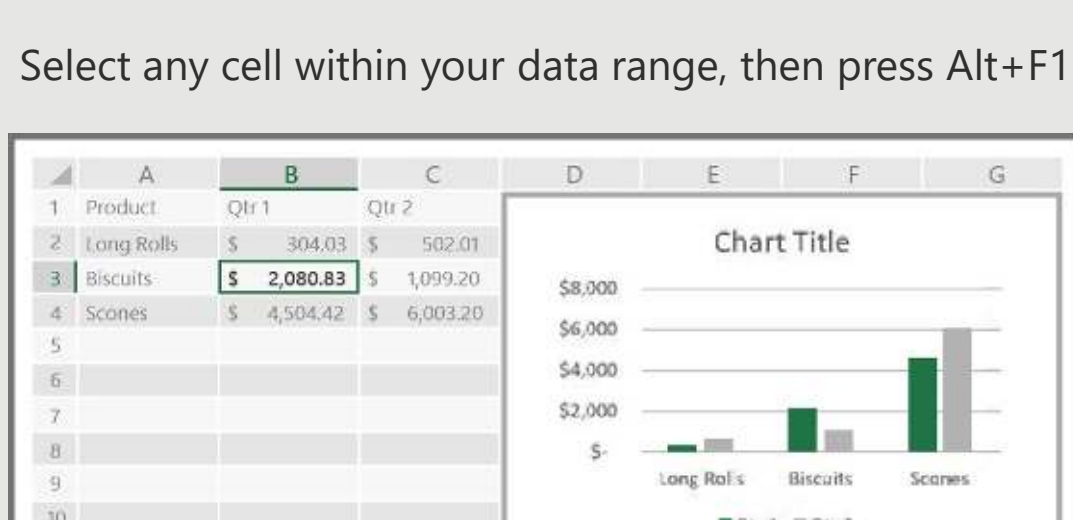 Select any cell within your data range, then press Alt+F1
A B C D E F G
1 Product Qtr 1 Qtr 2
2 Long Rolls $ 304.03 $ 502.01
3 Biscuits $ 2,080.83 $ 1,099.20
4 Scones $ 4,504.42 $ 6,003.20
5
6
7
8
9
10
Chart Title
$8,000
$6,000
$4,000
$2,000
$-
Long Rolls Biscuits Scones